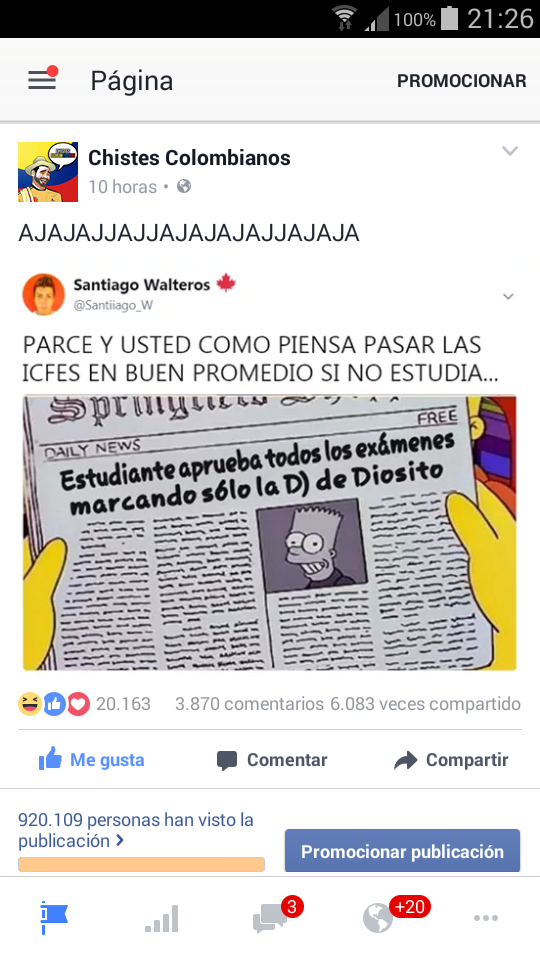 100% 21:26
Página PROMOCIONAR
Chistes Colombianos
10 horas ·
AJAJAJJAJJAJAJAJAJJAJAJA
Santiago Walteros
@Santiiago_W
PARCE Y USTED COMO PIENSA PASAR LAS
ICFES EN BUEN PROMEDIO SI NO ESTUDIA...
FREE
DAILY NEWS
Estudiante aprueba todos los exámenes
marcando sólo la D) de Diosito
20.163 3.870 comentarios 6.083 veces compartido
Me gusta Comentar Compartir
920.109 personas han visto la
publicación
Promocionar publicación
3 +20